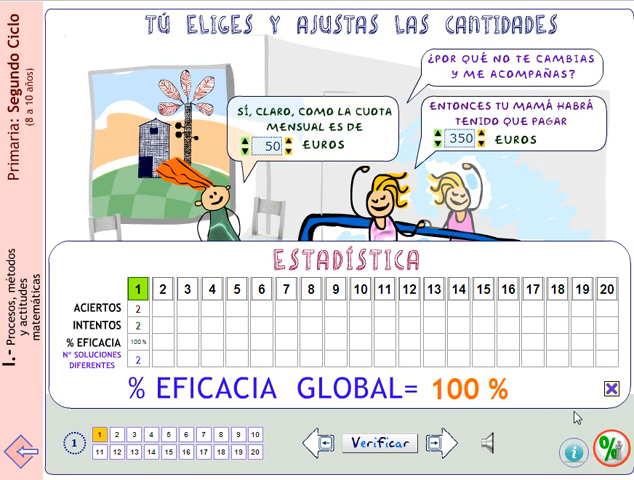 TÚ ELIGES Y AJUSTAS LAS CANTIDADES
Primaria: Segundo Ciclo
(8 a 10 años)
I.- Procesos, métodos
y actitudes
matemáticas
¿POR QUÉ NO TE CAMBIAS
Y ME ACOMPAÑAS?
SÍ, CLARO, COMO LA CUOTA
MENSUAL ES DE
50 EUROS
ENTONCES TU MAMÁ HABRÁ
TENIDO QUE PAGAR
350 EUROS
ESTADÍSTICA
1 2 3 4 5 6 7 8 9 10 11 12 13 14 15 16 17 18 19 20
ACIERTOS 2
INTENTOS 2
% EFICACIA 100 %
Nº SOLUCIONES
DIFERENTES 2
% EFICACIA GLOBAL= 100 %
1
1 2 3 4 5 6 7 8 9 10
11 12 13 14 15 16 17 18 19 20
Verificar
i
%